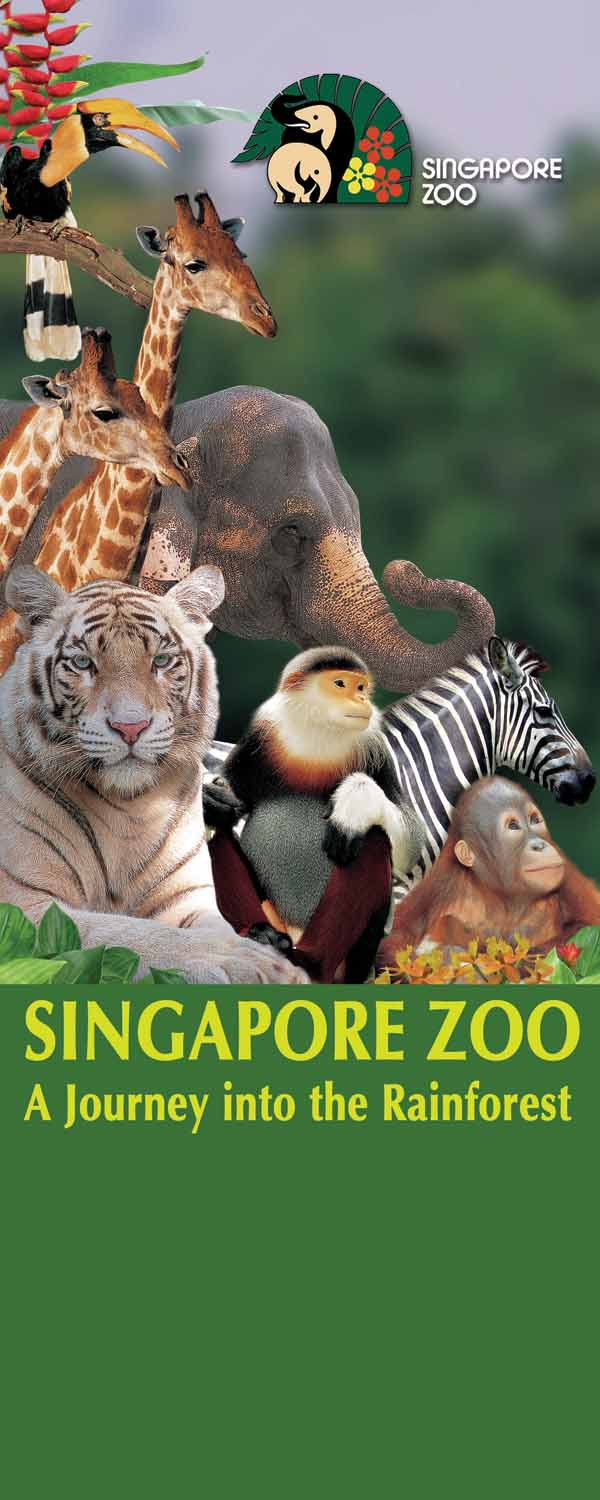 SINGAPORE
ZOO
SINGAPORE ZOO
A Journey into the Rainforest